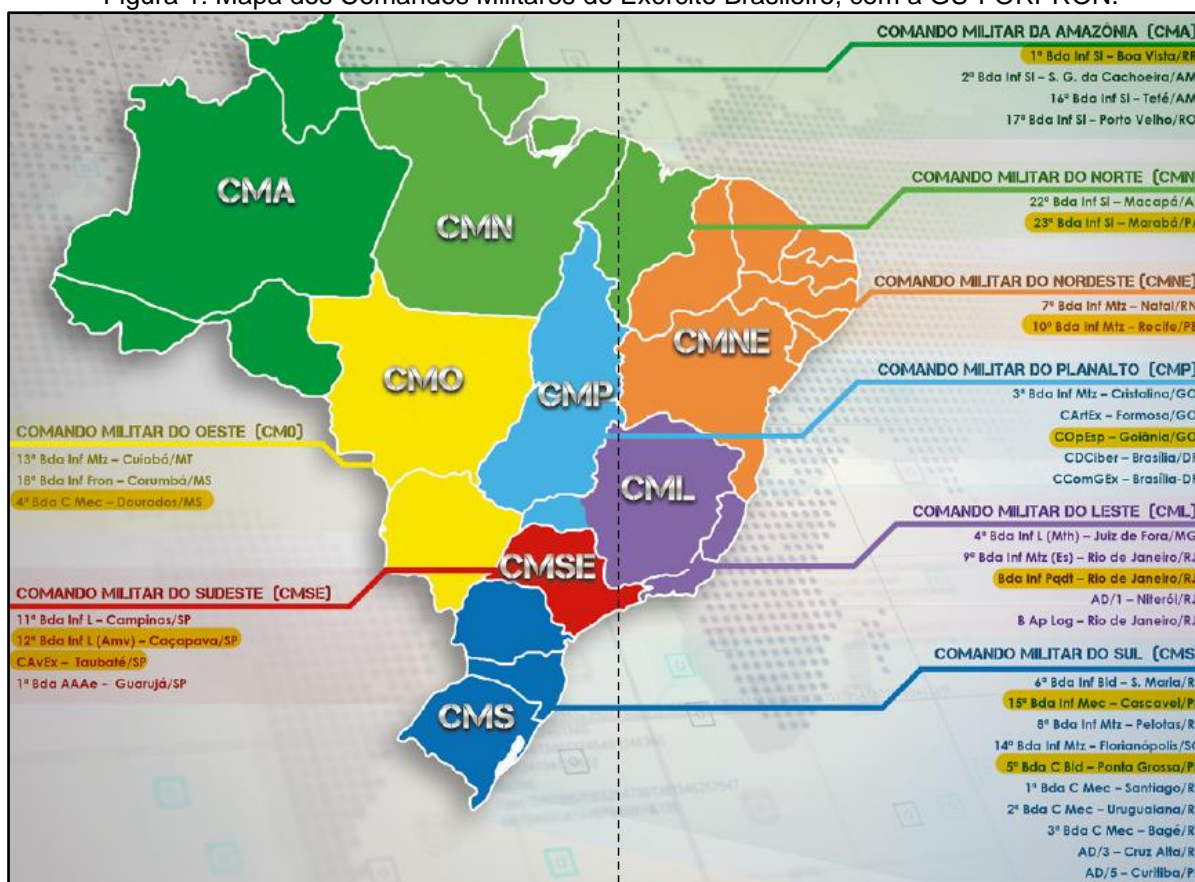 Figura 1: Mapa dos Comandos Militares do Exército Brasileiro, com a GU FORPRON.
COMANDO MILITAR DA AMAZÔNIA (CMA)
1ª Bda Inf Sl – Boa Vista/RR
2ª Bda Inf Sl – S. G. da Cachoeira/AM
16ª Bda Inf Sl – Tefé/AM
17ª Bda Inf Sl – Porto Velho/RO
COMANDO MILITAR DO NORTE (CMN
22ª Bda Inf Sl – Macapá/A
23ª Bda Inf Sl – Marabá/PA
COMANDO MILITAR DO NORDESTE (CMNE)
7ª Bda Inf Mtz – Natal/RN
10ª Bda Inf Mtz – Recife/PE
COMANDO MILITAR DO PLANALTO (CMP)
3ª Bda Inf Mtz – Cristalina/GO
CArtEx – Formosa/GO
COpEsp – Goiânia/GO
CDCiber – Brasília/DF
CComGEx – Brasília-DF
COMANDO MILITAR DO LESTE (CML)
4ª Bda Inf L (Mth) – Juiz de Fora/MG
9ª Bda Inf Mtz (Es) – Rio de Janeiro/RJ
Bda Inf Pqdt – Rio de Janeiro/RJ
AD/1 – Niterói/RJ
B Ap Log – Rio de Janeiro/RJ
COMANDO MILITAR DO SUL (CMS
6ª Bda Inf Bld – S. Maria/R
15ª Bda Inf Mec – Cascavel/P
8ª Bda Inf Mtz – Pelotas/R
14ª Bda Inf Mtz – Florianópolis/SC
5ª Bda C Bld – Ponta Grossa/P
1ª Bda C Mec – Santiago/R
2ª Bda C Mec – Uruguaiana/R
3ª Bda C Mec – Bagé/R
AD/3 – Cruz Alta/R
AD/5 – Curitiba/P
COMANDO MILITAR DO OESTE (CMO)
13ª Bda Inf Mtz – Cuiabá/MT
18ª Bda Inf Fron – Corumbá/MS
4ª Bda C Mec – Dourados/MS
COMANDO MILITAR DO SUDESTE (CMSE)
11ª Bda Inf L – Campinas/SP
12ª Bda Inf L (Amv) – Caçapava/SP
CAvEx – Taubaté/SP
1ª Bda AAAe – Guarujá/SP
CMA
CMN
CMNE
CMO
CMP
CML
CMSE
CMS